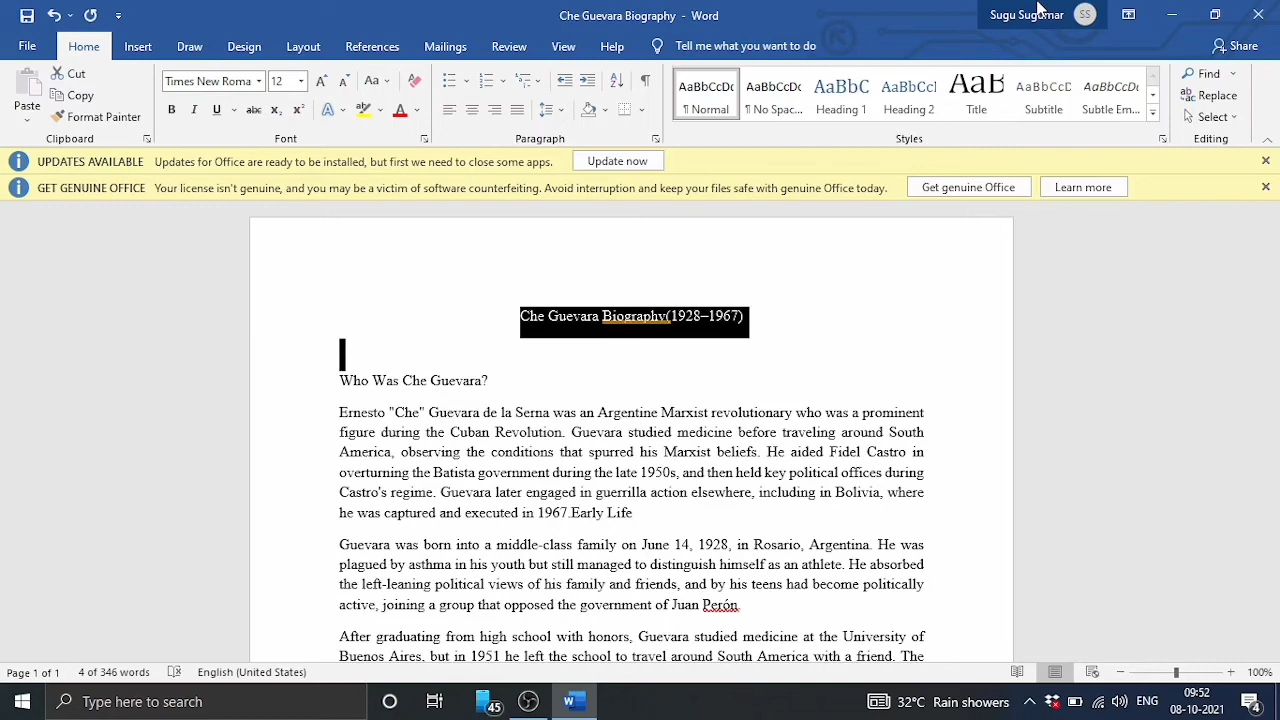 Che Guevara Biography - Word
Sugu Sugumar
SS
File Home Insert Draw Design Layout References Mailings Review View Help Tell me what you want to do Share
Paste
Cut
Copy
Format Painter
Clipboard
Times New Roma 12
Font
Paragraph
AaBbCcDc AaBbCcDc AaBbC AaBbCc AaB AaBbCcD AaBbCcDc
¶ Normal ¶ No Spac... Heading 1 Heading 2 Title Subtitle Subtle Em...
Styles
Find
Replace
Select
Editing
UPDATES AVAILABLE Updates for Office are ready to be installed, but first we need to close some apps. Update now
GET GENUINE OFFICE Your license isn't genuine, and you may be a victim of software counterfeiting. Avoid interruption and keep your files safe with genuine Office today. Get genuine Office Learn more
Che Guevara Biography(1928–1967)
Who Was Che Guevara?
Ernesto "Che" Guevara de la Serna was an Argentine Marxist revolutionary who was a prominent
figure during the Cuban Revolution. Guevara studied medicine before traveling around South
America, observing the conditions that spurred his Marxist beliefs. He aided Fidel Castro in
overturning the Batista government during the late 1950s, and then held key political offices during
Castro's regime. Guevara later engaged in guerrilla action elsewhere, including in Bolivia, where
he was captured and executed in 1967.Early Life
Guevara was born into a middle-class family on June 14, 1928, in Rosario, Argentina. He was
plagued by asthma in his youth but still managed to distinguish himself as an athlete. He absorbed
the left-leaning political views of his family and friends, and by his teens had become politically
active, joining a group that opposed the government of Juan Perón.
After graduating from high school with honors, Guevara studied medicine at the University of
Buenos Aires, but in 1951 he left the school to travel around South America with a friend. The
Page 1 of 1 4 of 346 words English (United States) 100%
Type here to search
45
32°C Rain showers
ENG
09:52
08-10-2021
4